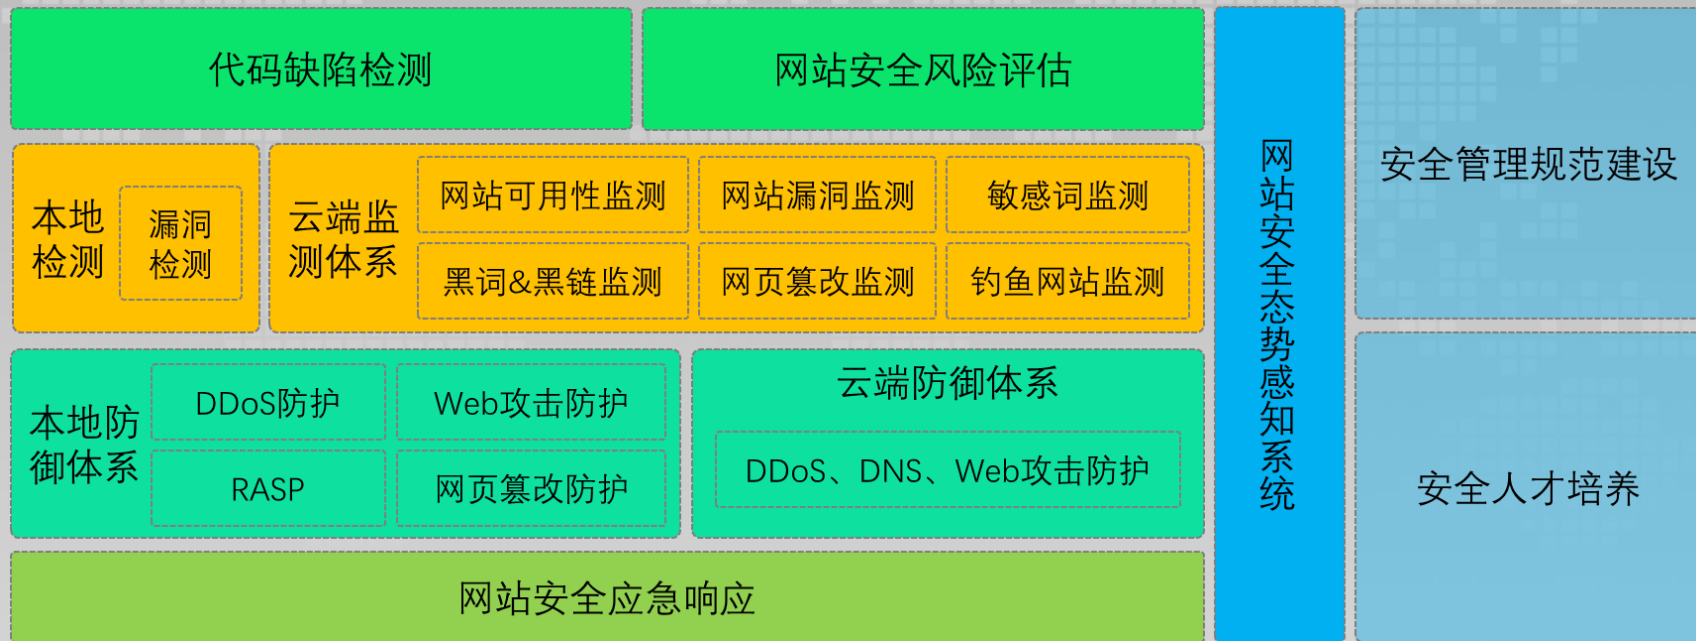 代码缺陷检测
网站安全风险评估
本地
检测
漏洞
检测
云端监
测体系
网站可用性监测
网站漏洞监测
敏感词监测
黑词&黑链监测
网页篡改监测
钓鱼网站监测
本地防
御体系
DDoS防护
Web攻击防护
RASP
网页篡改防护
云端防御体系
DDoS、DNS、Web攻击防护
网站安全应急响应
网站安全态势感知系统
安全管理规范建设
安全人才培养